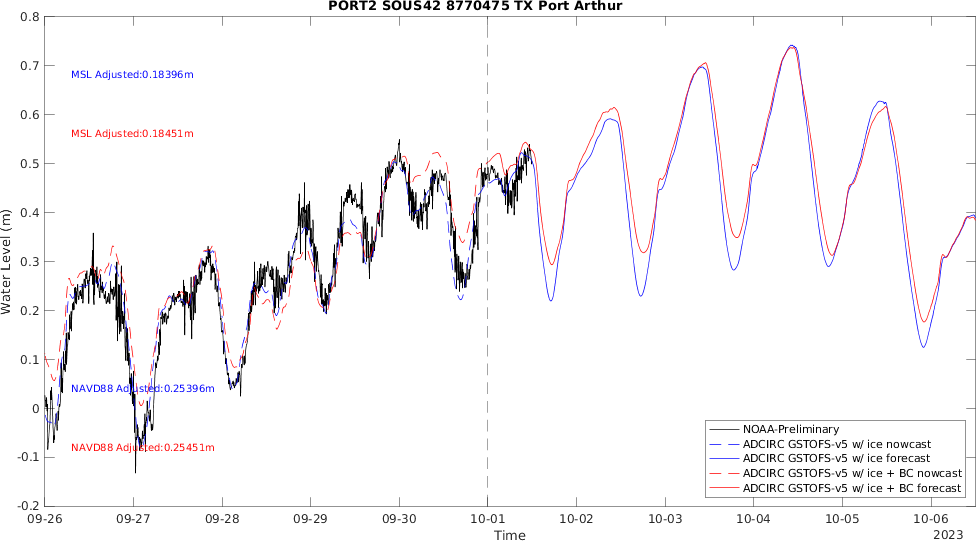 PORT2 SOUS42 8770475 TX Port Arthur
0.8
0.7
0.6
0.5
0.4
0.3
0.2
0.1
0
-0.1
-0.2
Water Level (m)
MSL Adjusted:0.18396m
MSL Adjusted:0.18451m
NAVD88 Adjusted:0.25396m
NAVD88 Adjusted:0.25451m
NOAA-Preliminary
ADCIRC GSTOFS-v5 w/ ice nowcast
ADCIRC GSTOFS-v5 w/ ice forecast
ADCIRC GSTOFS-v5 w/ ice + BC nowcast
ADCIRC GSTOFS-v5 w/ ice + BC forecast
09-26 09-27 09-28 09-29 09-30 10-01 10-02 10-03 10-04 10-05 10-06
Time
2023